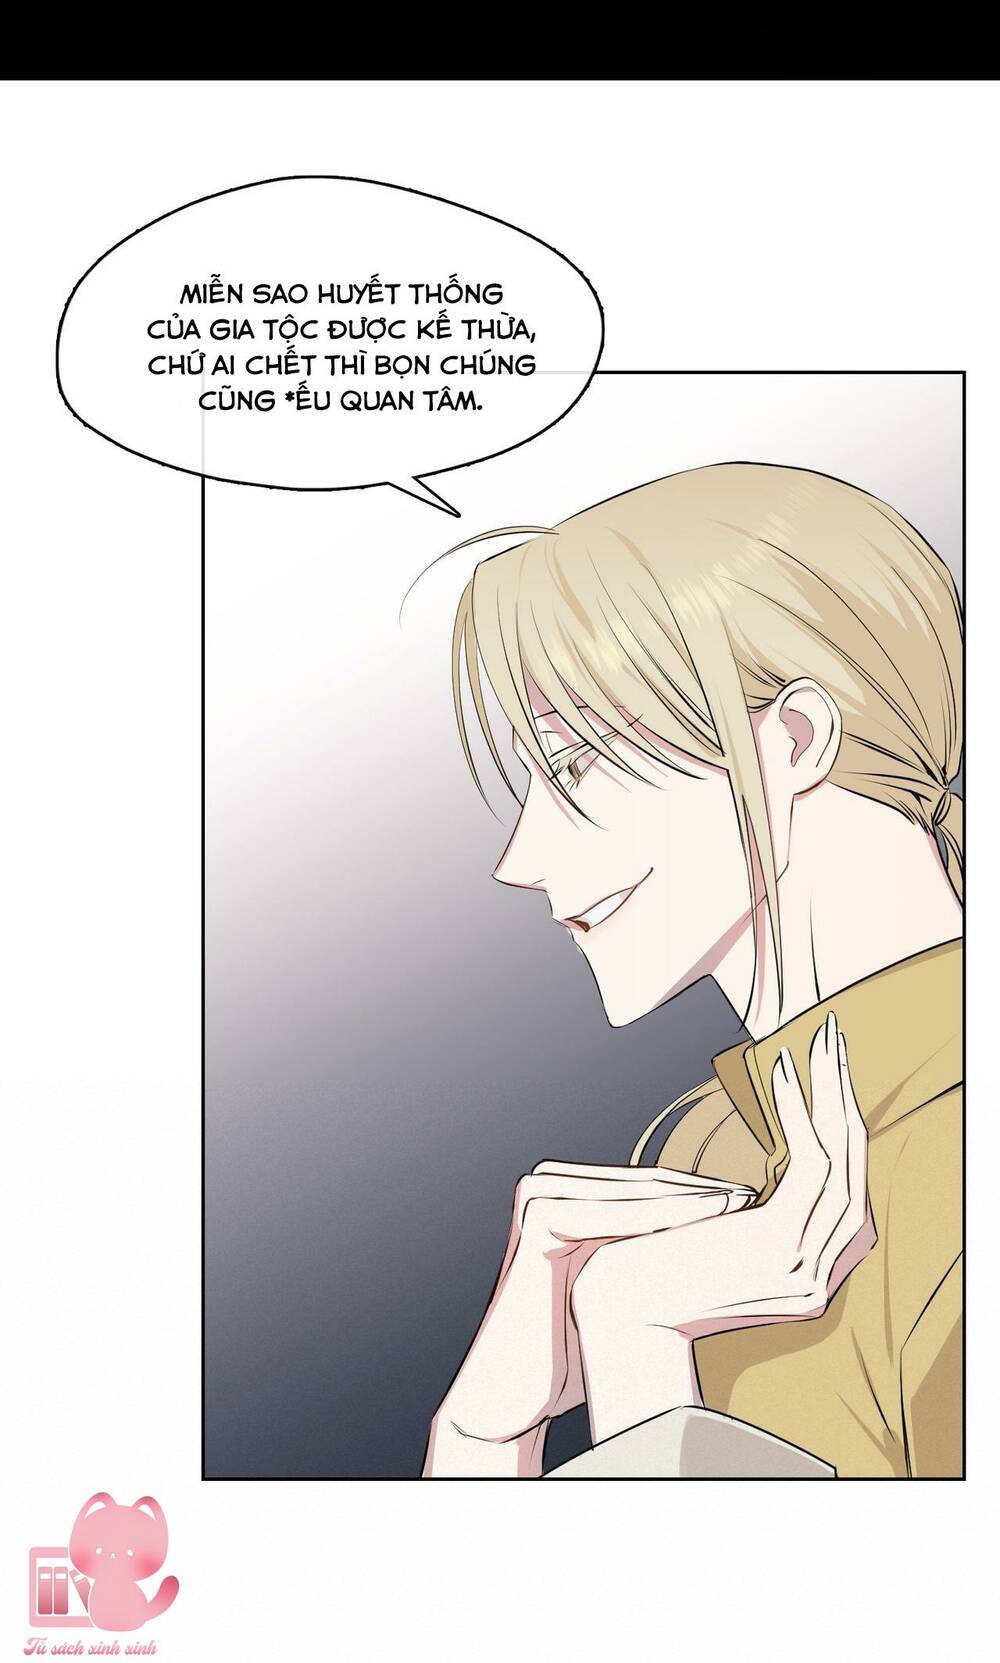 MIỄN SAO HUYẾT THỐNG
CỦA GIA TỘC ĐƯỢC KẾ THỪA,
CHỨ AI CHẾT THÌ BỌN CHÚNG
CŨNG *ẾU QUAN TÂM.
Tủ sách xinh xinh